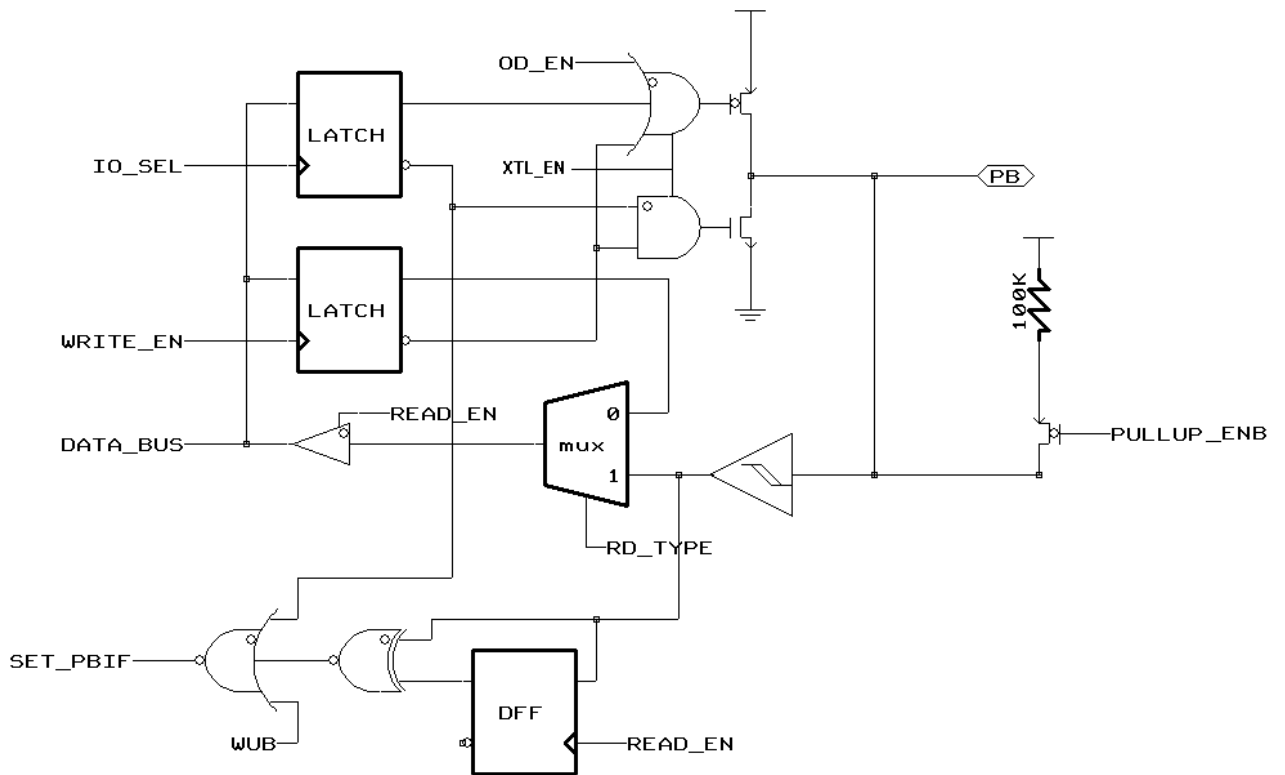 OD_EN
LATCH
IO_SEL
XTL_EN
PB
LATCH
100K
WRITE_EN
READ_EN
0
DATA_BUS
mux
PULLUP_ENB
1
RD_TYPE
SET_PBIF
DFF
WUB
READ_EN